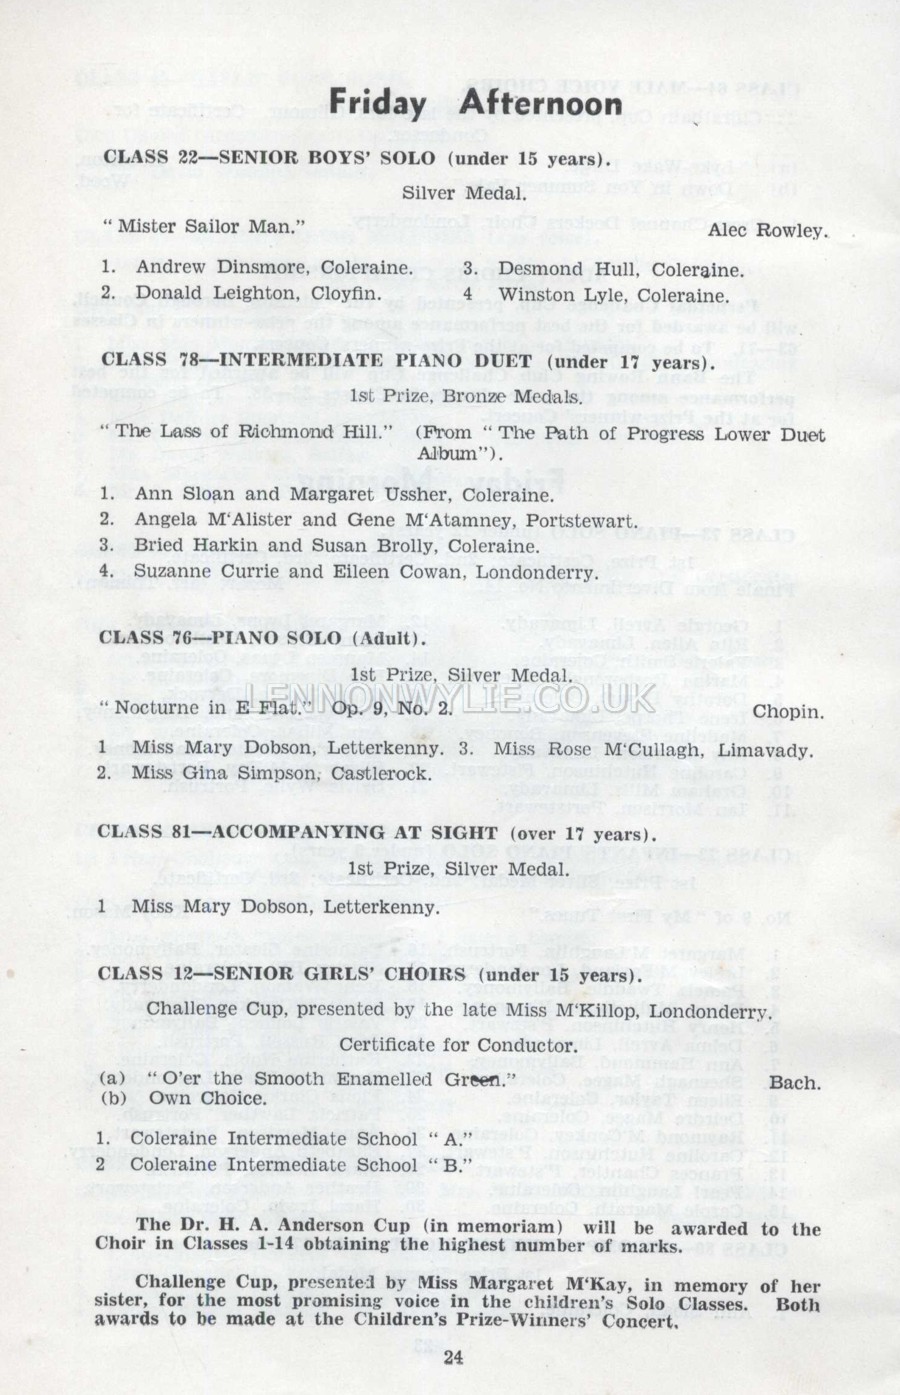 Friday Afternoon
CLASS 22—SENIOR BOYS' SOLO (under 15 years).
Silver Medal.
" Mister Sailor Man." Alec Rowley.
1. Andrew Dinsmore, Coleraine. 3. Desmond Hull, Coleraine.
2. Donald Leighton, Cloyfin. 4 Winston Lyle, Coleraine.
CLASS 78—INTERMEDIATE PIANO DUET (under 17 years).
1st Prize, Bronze Medals.
" The Lass of Richmond Hill." (From " The Path of Progress Lower Duet
Album").
1. Ann Sloan and Margaret Ussher, Coleraine.
2. Angela M'Alister and Gene M'Atamney, Portstewart.
3. Bried Harkin and Susan Brolly, Coleraine.
4. Suzanne Currie and Eileen Cowan, Londonderry.
CLASS 76—PIANO SOLO (Adult).
1st Prize, Silver Medal.
LENNONWYLIE.CO.UK
" Nocturne in E Flat." Op. 9, No. 2. Chopin.
1 Miss Mary Dobson, Letterkenny. 3. Miss Rose M'Cullagh, Limavady.
2. Miss Gina Simpson, Castlerock.
CLASS 81—ACCOMPANYING AT SIGHT (over 17 years).
1st Prize, Silver Medal.
1 Miss Mary Dobson, Letterkenny.
CLASS 12—SENIOR GIRLS' CHOIRS (under 15 years).
Challenge Cup, presented by the late Miss M'Killop, Londonderry.
Certificate for Conductor.
(a) " O'er the Smooth Enamelled Green." Bach.
(b) Own Choice.
1. Coleraine Intermediate School " A."
2 Coleraine Intermediate School " B."
The Dr. H. A. Anderson Cup (in memoriam) will be awarded to the
Choir in Classes 1-14 obtaining the highest number of marks.
Challenge Cup, presented by Miss Margaret M'Kay, in memory of her
sister, for the most promising voice in the children's Solo Classes. Both
awards to be made at the Children's Prize-Winners' Concert.
24